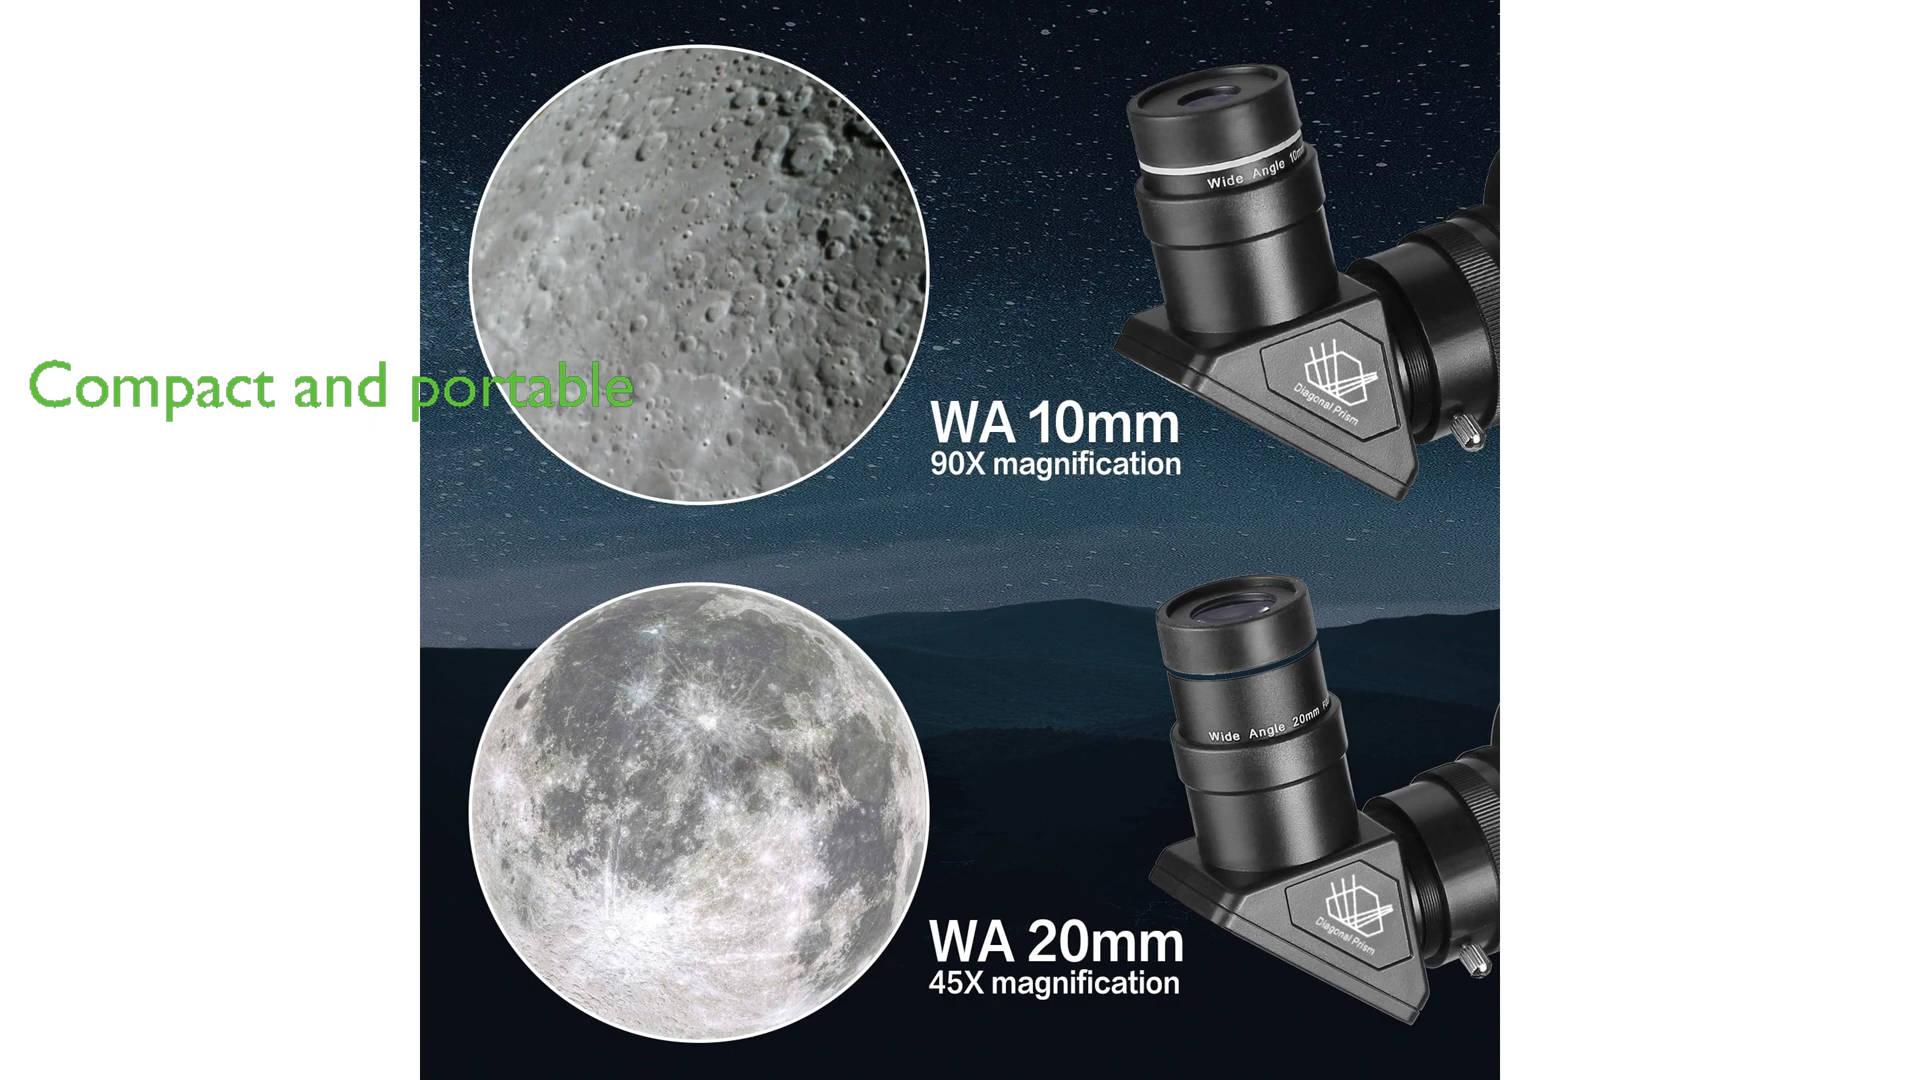 Wide Angle 10mm
Diagonal Prism
Compact and portable
WA 10mm
90X magnification
Wide Angle 20mm
Diagonal Prism
WA 20mm
45X magnification